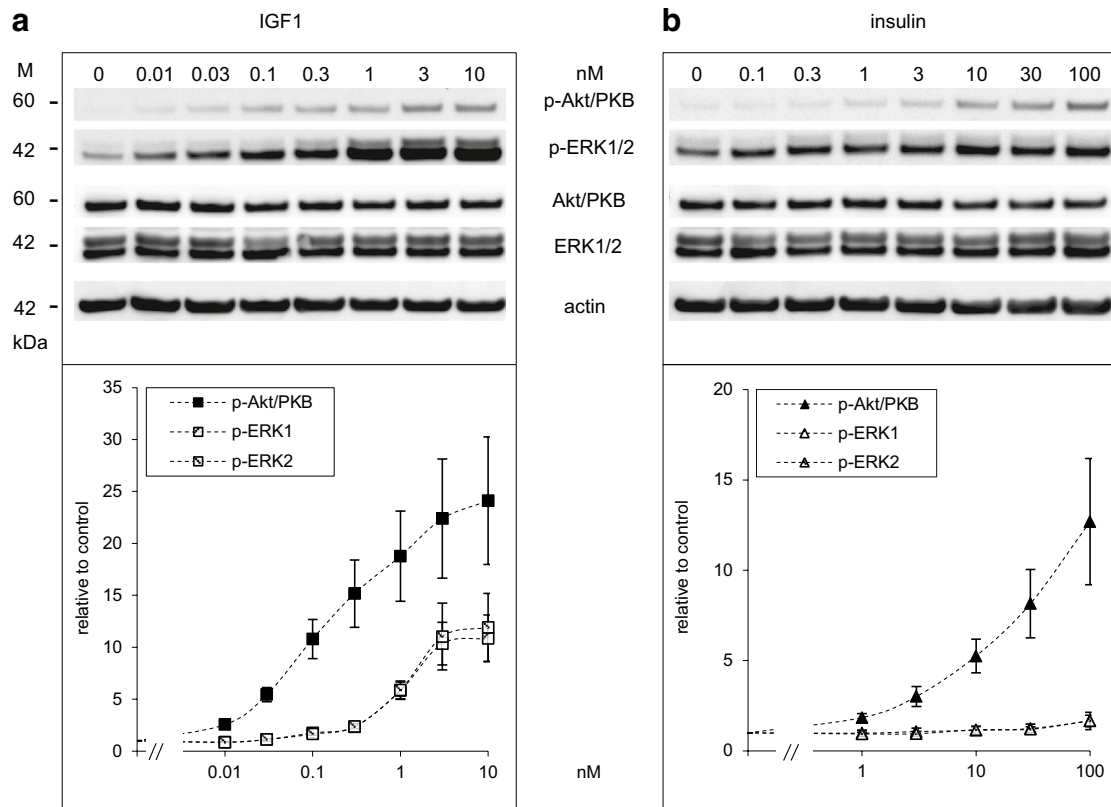 a IGF1 b insulin
M 0 0.01 0.03 0.1 0.3 1 3 10 nM 0 0.1 0.3 1 3 10 30 100
60 - p-Akt/PKB
42 - p-ERK1/2
60 - Akt/PKB
42 - ERK1/2
42 - actin
kDa
relative to control
35
30
25
20
15
10
5
0
p-Akt/PKB
p-ERK1
p-ERK2
// 0.01 0.1 1 10 nM
relative to control
20
15
10
5
0
p-Akt/PKB
p-ERK1
p-ERK2
// 1 10 100